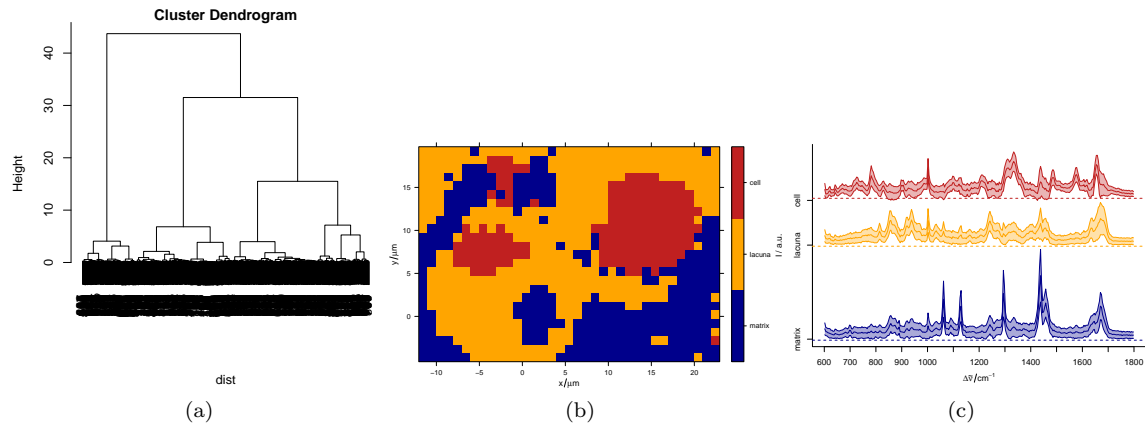 Cluster Dendrogram
Height
0
10
20
30
40
dist
(a)
y/μm
0
5
10
15
−10
−5
0
5
10
15
20
x/μm
cell
lacuna
matrix
(b)
I / a.u.
cell
lacuna
matrix
600
800
900
1000
1200
1400
1600
1800
Δν̃/cm⁻¹
(c)